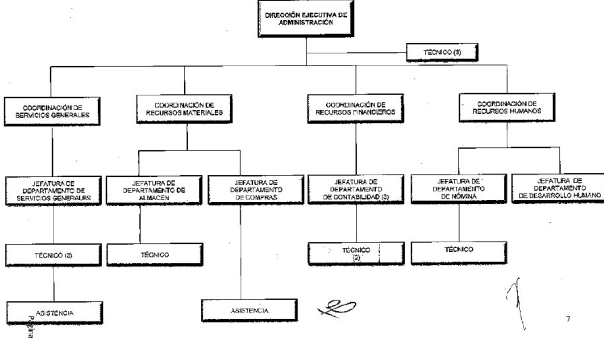 DIRECCIÓN EJECUTIVA DE
ADMINISTRACIÓN
TÉCNICO (3)
COORDINACIÓN DE
SERVICIOS GENERALES
COORDINACIÓN DE
RECURSOS MATERIALES
COORDINACIÓN DE
RECURSOS FINANCIEROS
COORDINACIÓN DE
RECURSOS HUMANOS
JEFATURA DE
DEPARTAMENTO DE
SERVICIOS GENERALES
JEFATURA DE
DEPARTAMENTO DE
ALMACÉN
JEFATURA DE
DEPARTAMENTO
DE COMPRAS
JEFATURA DE
DEPARTAMENTO
DE CONTABILIDAD (2)
JEFATURA DE
DEPARTAMENTO
DE NÓMINA
JEFATURA DE
DEPARTAMENTO
DE DESARROLLO HUMANO
TÉCNICO (3)
TÉCNICO
TÉCNICO
(2)
TÉCNICO
ASISTENCIA
ASISTENCIA
Página
7